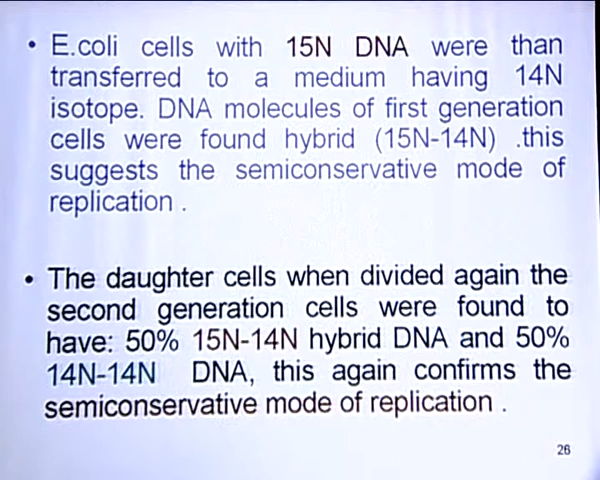 • E.coli cells with 15N DNA were than
transferred to a medium having 14N
isotope. DNA molecules of first generation
cells were found hybrid (15N-14N) .this
suggests the semiconservative mode of
replication .
• The daughter cells when divided again the
second generation cells were found to
have: 50% 15N-14N hybrid DNA and 50%
14N-14N DNA, this again confirms the
semiconservative mode of replication .
26